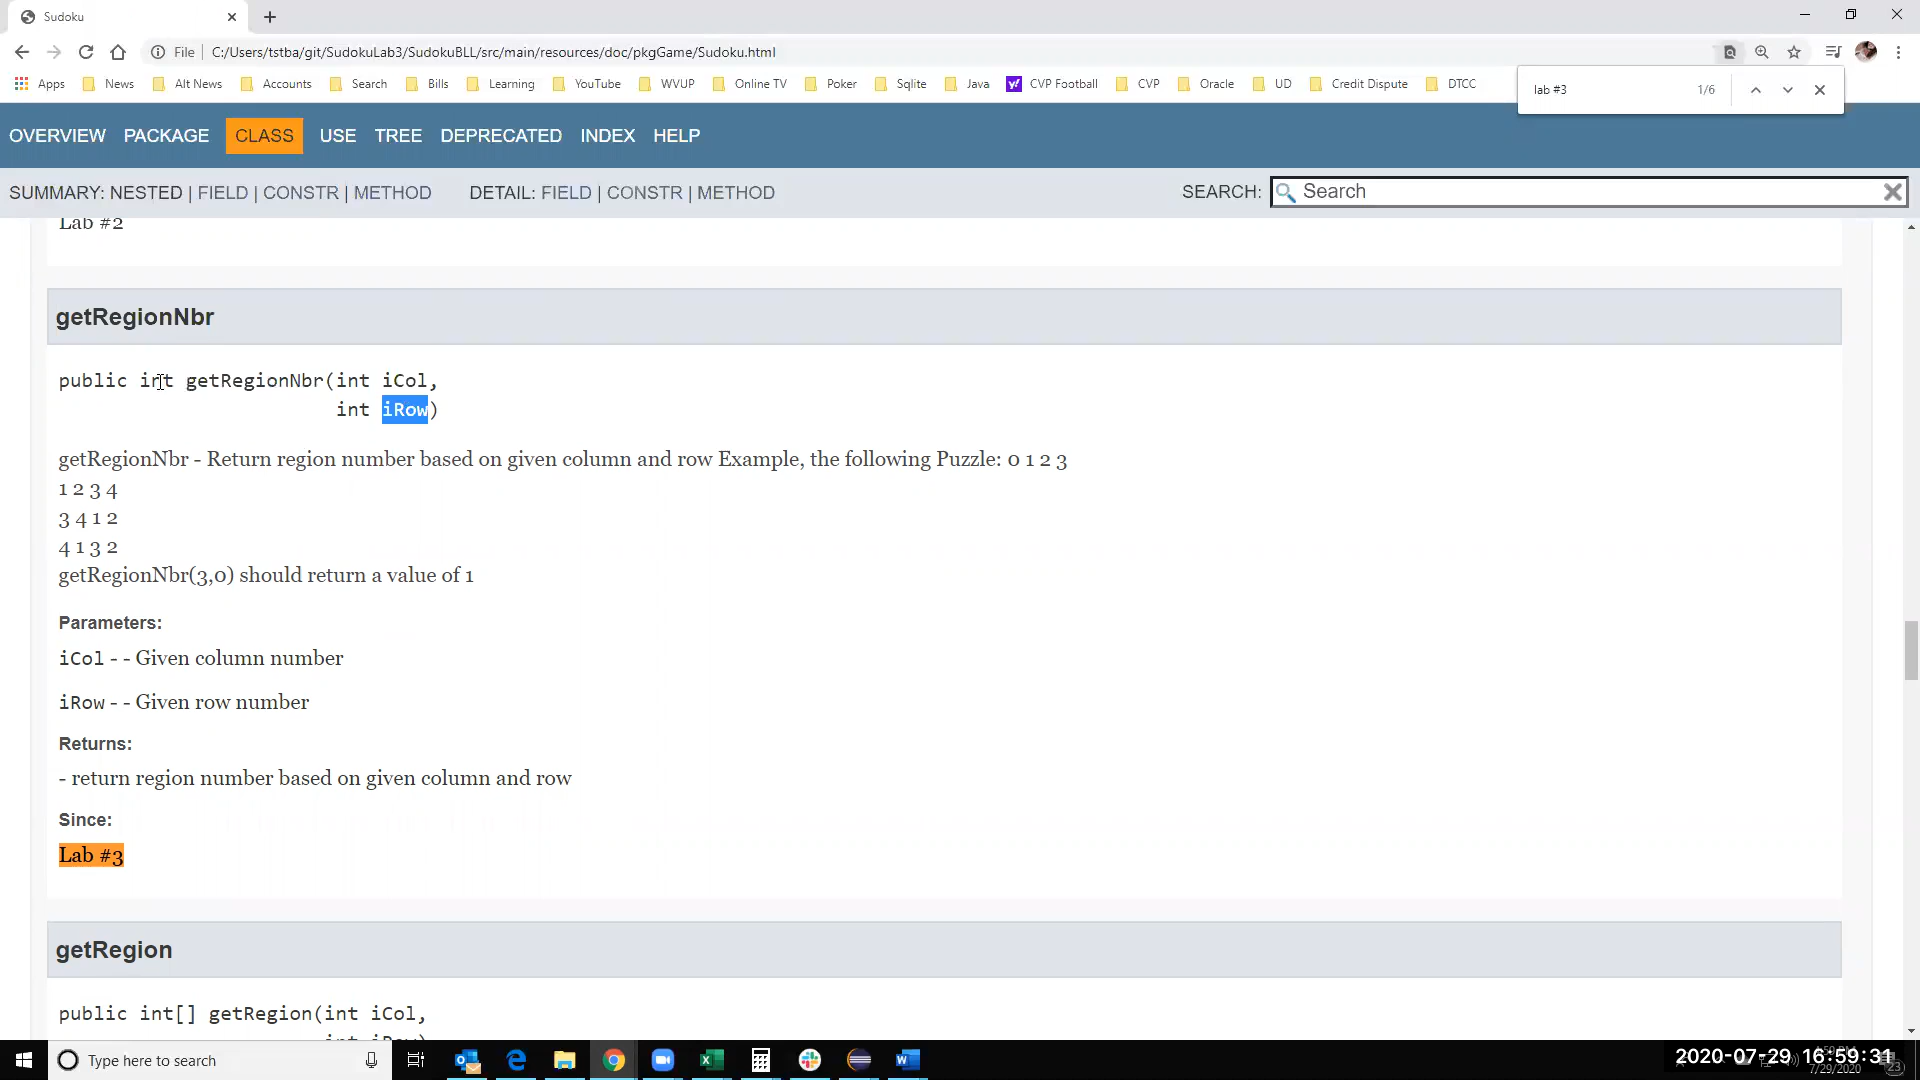 Sudoku
File C:/Users/tstba/git/SudokuLab3/SudokuBLL/src/main/resources/doc/pkgGame/Sudoku.html
Apps News Alt News Accounts Search Bills Learning YouTube WVUP Online TV Poker Sqlite Java CVP Football CVP Oracle UD Credit Dispute DTCC
lab #3 1/6
OVERVIEW PACKAGE CLASS USE TREE DEPRECATED INDEX HELP
SUMMARY: NESTED | FIELD | CONSTR | METHOD DETAIL: FIELD | CONSTR | METHOD SEARCH: Search
Lab #2
getRegionNbr
public int getRegionNbr(int iCol,
int iRow)
getRegionNbr - Return region number based on given column and row Example, the following Puzzle: 0 1 2 3
1 2 3 4
3 4 1 2
4 1 3 2
getRegionNbr(3,0) should return a value of 1
Parameters:
iCol - - Given column number
iRow - - Given row number
Returns:
- return region number based on given column and row
Since:
Lab #3
getRegion
public int[] getRegion(int iCol,
int iRow)
Type here to search
2020-07-29 16:59:31
7/29/2020
23